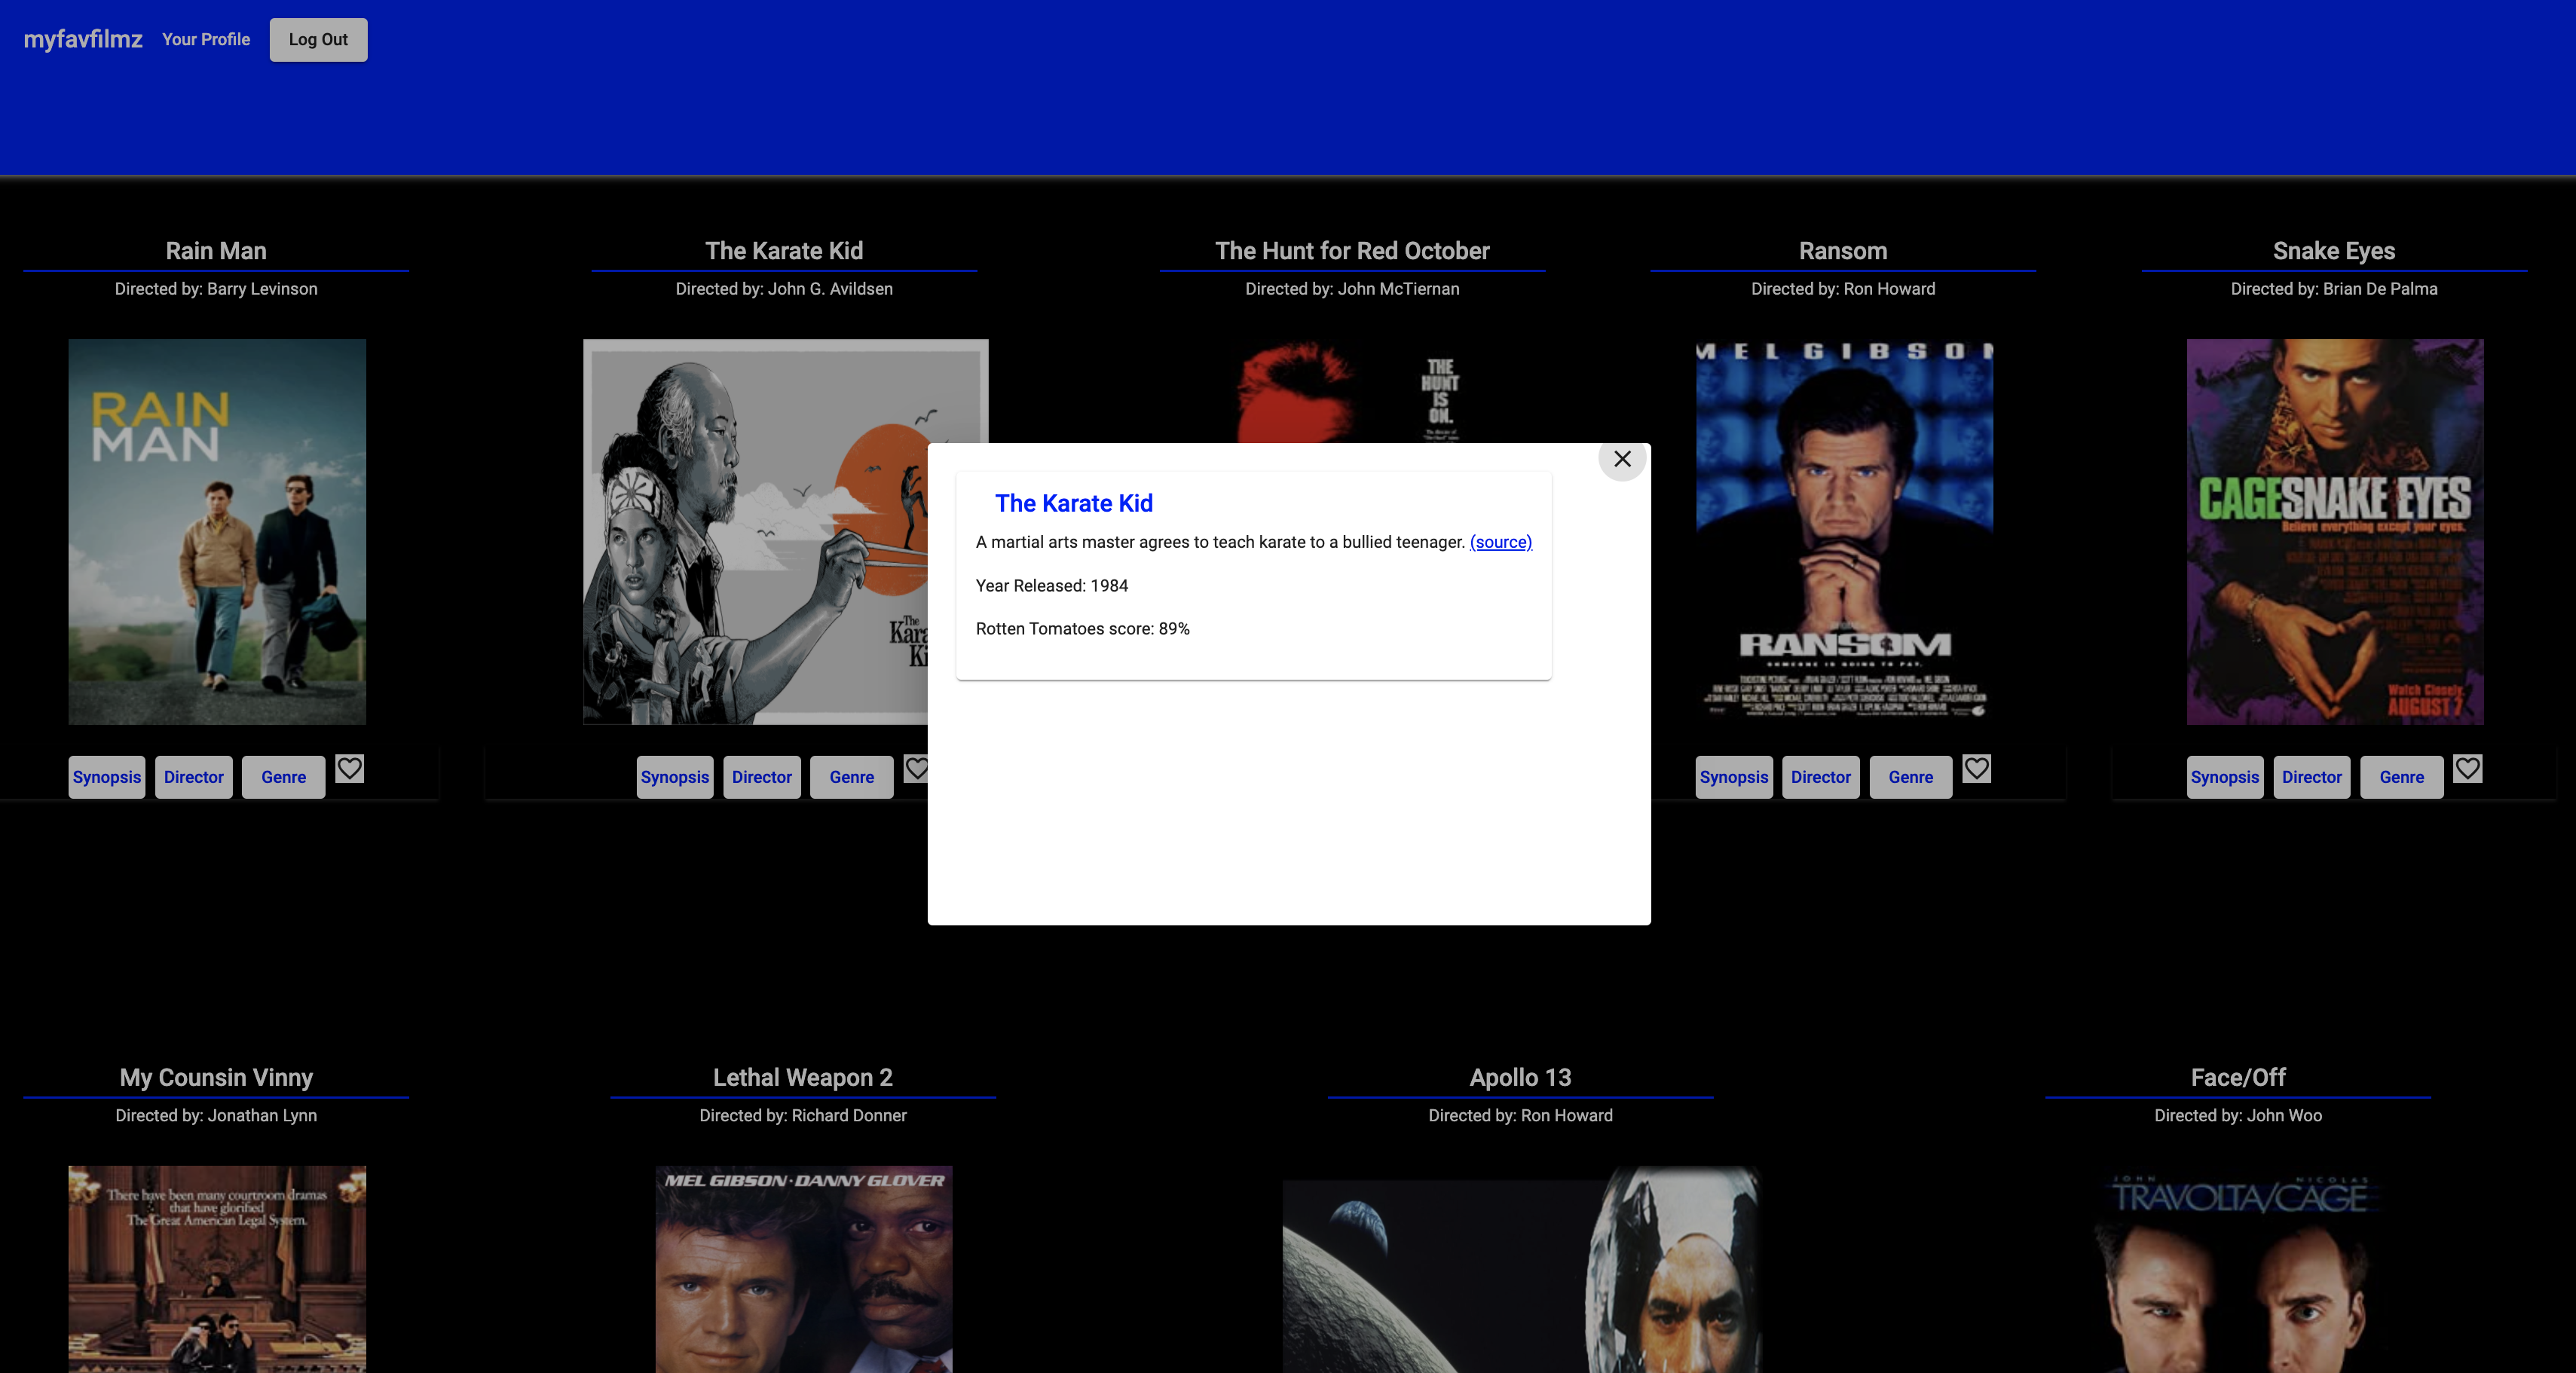 myfavfilmz Your Profile Log Out
Rain Man
Directed by: Barry Levinson
The Karate Kid
Directed by: John G. Avildsen
The Hunt for Red October
Directed by: John McTiernan
Ransom
Directed by: Ron Howard
Snake Eyes
Directed by: Brian De Palma
RAIN
MAN
The
THE
HUNT
IS
ON.
MEL GIBSON
RANSOM
SOMEONE IS GOING TO PAY.
CAGE SNAKE EYES
Believe everything except your eyes.
Watch Closely.
AUGUST 7
The Karate Kid
A martial arts master agrees to teach karate to a bullied teenager. (source)
Year Released: 1984
Rotten Tomatoes score: 89%
Synopsis Director Genre
Synopsis Director Genre
Synopsis Director Genre
Synopsis Director Genre
My Counsin Vinny
Directed by: Jonathan Lynn
Lethal Weapon 2
Directed by: Richard Donner
Apollo 13
Directed by: Ron Howard
Face/Off
Directed by: John Woo
There have been many courtroom dramas
that have glorified
The Great American Legal System.
MEL GIBSON · DANNY GLOVER
JOHN NICOLAS
TRAVOLTA/CAGE